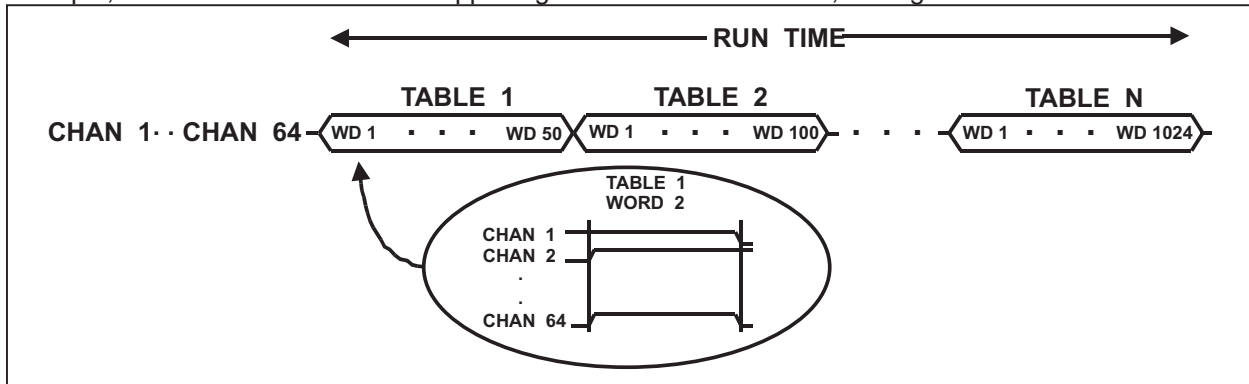 RUN TIME
TABLE 1 TABLE 2 TABLE N
CHAN 1·· CHAN 64 WD 1 · · · WD 50 WD 1 · · · WD 100 · · · · WD 1 · · · WD 1024
TABLE 1
WORD 2
CHAN 1
CHAN 2
.
.
CHAN 64